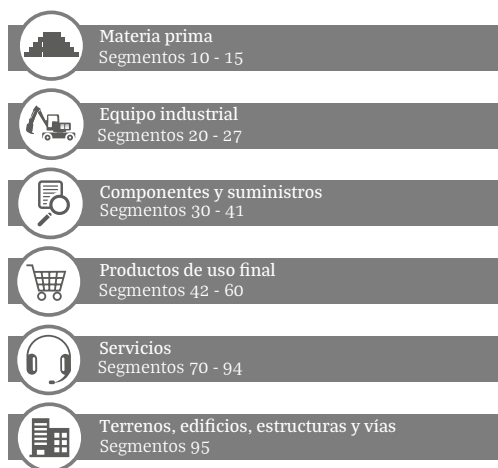 Materia prima
Segmentos 10 - 15
Equipo industrial
Segmentos 20 - 27
Componentes y suministros
Segmentos 30 - 41
Productos de uso final
Segmentos 42 - 60
Servicios
Segmentos 70 - 94
Terrenos, edificios, estructuras y vías
Segmentos 95